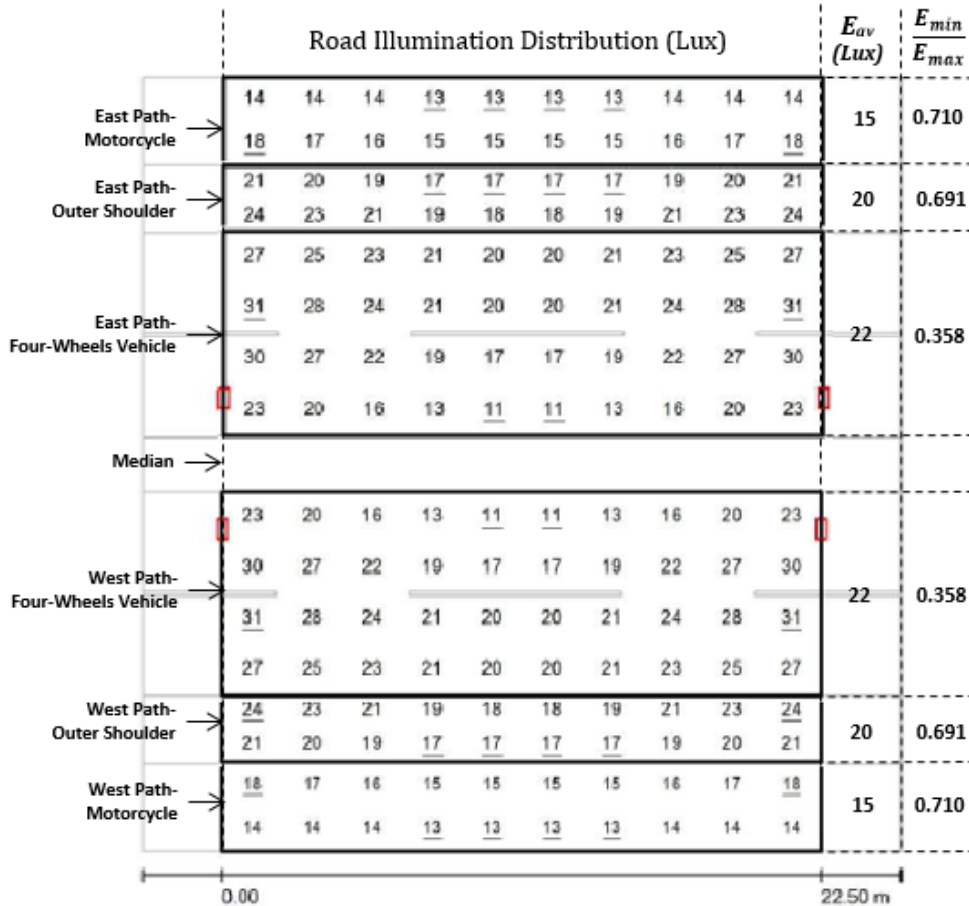 Road Illumination Distribution (Lux)
E_av
(Lux)
E_min
E_max
East Path-
Motorcycle
14 14 14 13 13 13 13 14 14 14
18 17 16 15 15 15 15 16 17 18
15
0.710
East Path-
Outer Shoulder
21 20 19 17 17 17 17 19 20 21
24 23 21 19 18 18 19 21 23 24
20
0.691
East Path-
Four-Wheels Vehicle
27 25 23 21 20 20 21 23 25 27
31 28 24 21 20 20 21 24 28 31
30 27 22 19 17 17 19 22 27 30
23 20 16 13 11 11 13 16 20 23
22
0.358
Median
West Path-
Four-Wheels Vehicle
23 20 16 13 11 11 13 16 20 23
30 27 22 19 17 17 19 22 27 30
31 28 24 21 20 20 21 24 28 31
27 25 23 21 20 20 21 23 25 27
22
0.358
West Path-
Outer Shoulder
24 23 21 19 18 18 19 21 23 24
21 20 19 17 17 17 17 19 20 21
20
0.691
West Path-
Motorcycle
18 17 16 15 15 15 15 16 17 18
14 14 14 13 13 13 13 14 14 14
15
0.710
0.00
22.50 m